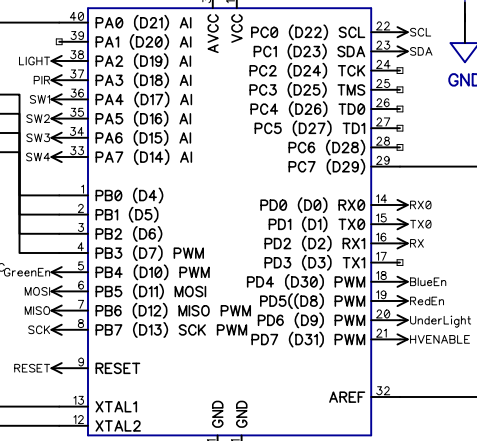 40 PA0 (D21) AI
39 PA1 (D20) AI
LIGHT 38 PA2 (D19) AI
PIR 37 PA3 (D18) AI
SW1 36 PA4 (D17) AI
SW2 35 PA5 (D16) AI
SW3 34 PA6 (D15) AI
SW4 33 PA7 (D14) AI
1 PB0 (D4)
2 PB1 (D5)
3 PB2 (D6)
4 PB3 (D7) PWM
GreenEn 5 PB4 (D10) PWM
MOSI 6 PB5 (D11) MOSI
MISO 7 PB6 (D12) MISO PWM
SCK 8 PB7 (D13) SCK PWM
RESET 9 RESET
13 XTAL1
12 XTAL2
AVCC
VCC
GND
GND
PC0 (D22) SCL 22 SCL
PC1 (D23) SDA 23 SDA
PC2 (D24) TCK 24
PC3 (D25) TMS 25
PC4 (D26) TD0 26
PC5 (D27) TD1 27
PC6 (D28) 28
PC7 (D29) 29
PD0 (D0) RX0 14 RX0
PD1 (D1) TX0 15 TX0
PD2 (D2) RX1 16 RX
PD3 (D3) TX1 17
PD4 (D30) PWM 18 BlueEn
PD5((D8) PWM 19 RedEn
PD6 (D9) PWM 20 UnderLight
PD7 (D31) PWM 21 HVENABLE
AREF 32
GND